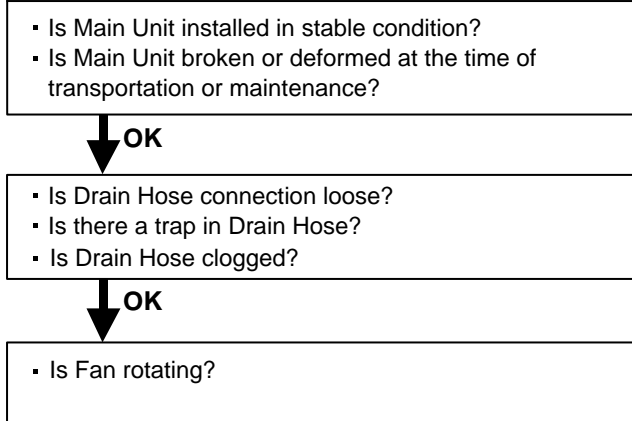 ▪ Is Main Unit installed in stable condition?
▪ Is Main Unit broken or deformed at the time of
transportation or maintenance?
OK
▪ Is Drain Hose connection loose?
▪ Is there a trap in Drain Hose?
▪ Is Drain Hose clogged?
OK
▪ Is Fan rotating?